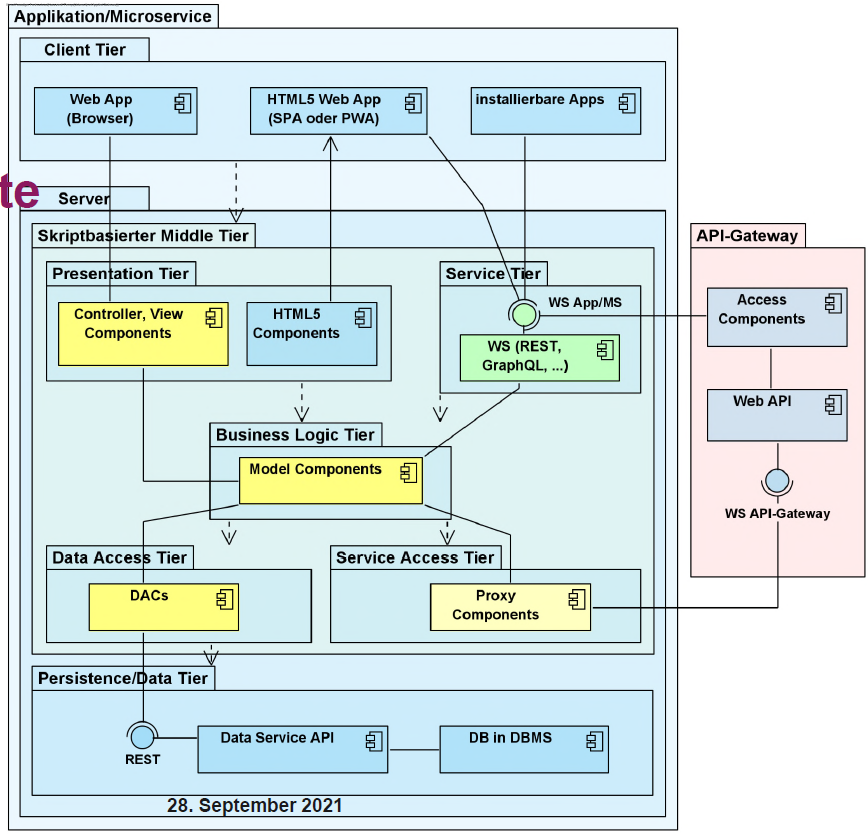 Applikation/Microservice
Client Tier
Web App
(Browser)
HTML5 Web App
(SPA oder PWA)
installierbare Apps
te
Server
Skriptbasierter Middle Tier
API-Gateway
Presentation Tier
Service Tier
Controller, View
Components
HTML5
Components
WS App/MS
WS (REST,
GraphQL, ...)
Access
Components
Web API
WS API-Gateway
Business Logic Tier
Model Components
Data Access Tier
DACs
Service Access Tier
Proxy
Components
Persistence/Data Tier
REST
Data Service API
DB in DBMS
28. September 2021